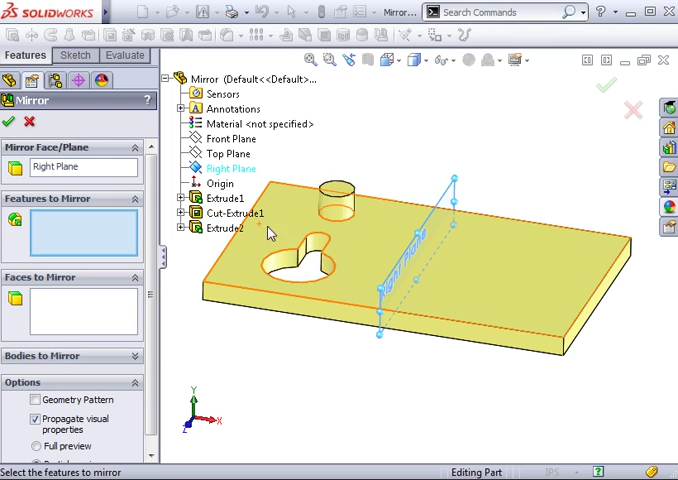 SOLIDWORKS
Mirror...
Search Commands
?
Features
Sketch
Evaluate
Mirror
?
Mirror Face/Plane
Right Plane
Features to Mirror
Faces to Mirror
Bodies to Mirror
Options
Geometry Pattern
Propagate visual
properties
Full preview
Mirror (Default<<Default>...
Sensors
A Annotations
Material <not specified>
Front Plane
Top Plane
Right Plane
Origin
Extrude1
Cut-Extrude1
Extrude2
Right Plane
Y
X
Z
Select the features to mirror
Editing Part
?